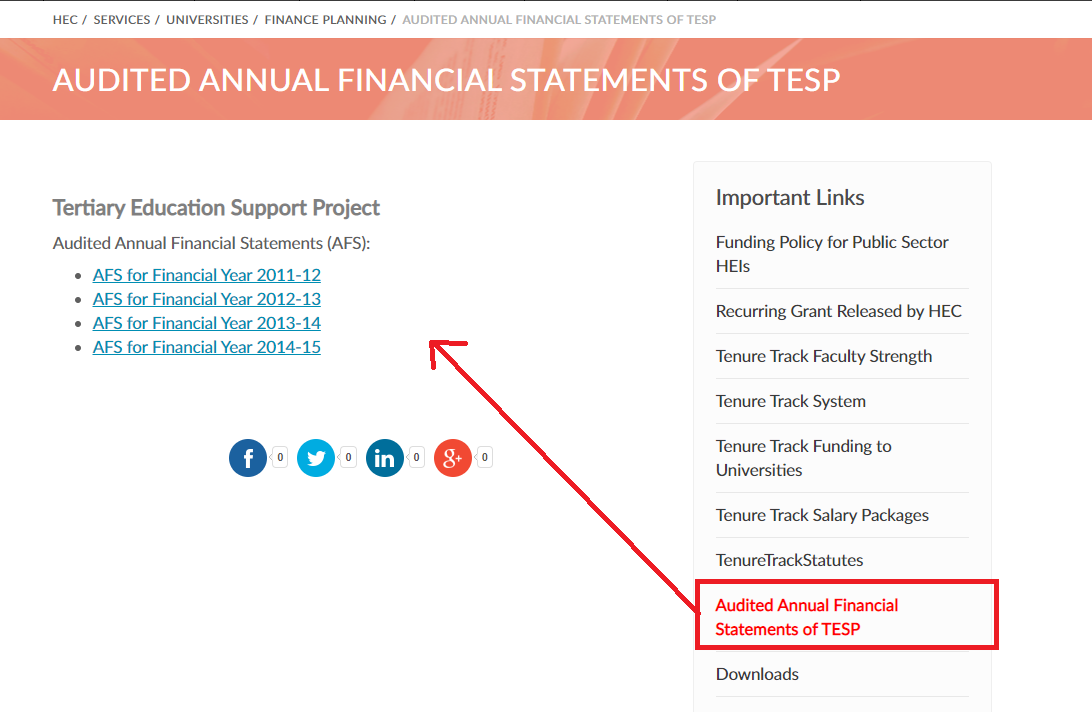 HEC / SERVICES / UNIVERSITIES / FINANCE PLANNING / AUDITED ANNUAL FINANCIAL STATEMENTS OF TESP
AUDITED ANNUAL FINANCIAL STATEMENTS OF TESP
Tertiary Education Support Project
Audited Annual Financial Statements (AFS):
AFS for Financial Year 2011-12
AFS for Financial Year 2012-13
AFS for Financial Year 2013-14
AFS for Financial Year 2014-15
f 0 0 in 0 g+ 0
Important Links
Funding Policy for Public Sector
HEIs
Recurring Grant Released by HEC
Tenure Track Faculty Strength
Tenure Track System
Tenure Track Funding to
Universities
Tenure Track Salary Packages
TenureTrackStatutes
Audited Annual Financial
Statements of TESP
Downloads